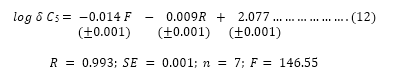 log δ C₅ = −0.014 F − 0.009R + 2.077 … … … … … … . (12)
(±0.001) (±0.001) (±0.001)
R = 0.993; SE = 0.001; n = 7; F = 146.55